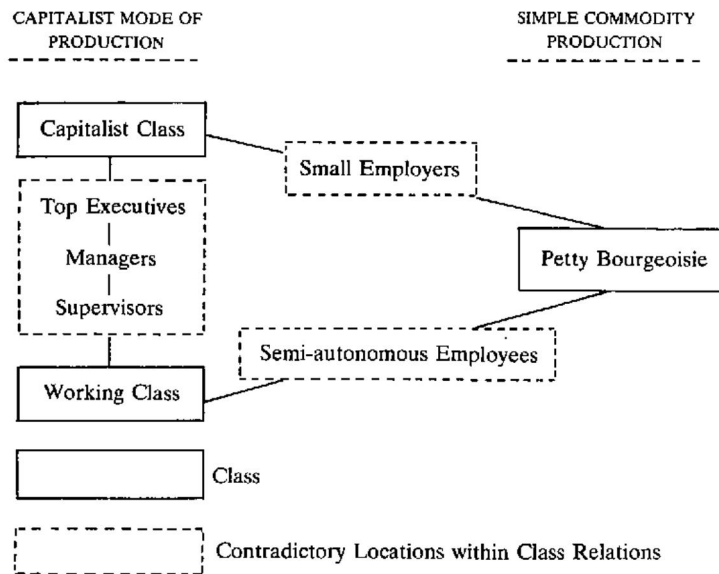 CAPITALIST MODE OF
PRODUCTION
SIMPLE COMMODITY
PRODUCTION
Capitalist Class
Small Employers
Top Executives
Managers
Supervisors
Petty Bourgeoisie
Semi-autonomous Employees
Working Class
Class
Contradictory Locations within Class Relations